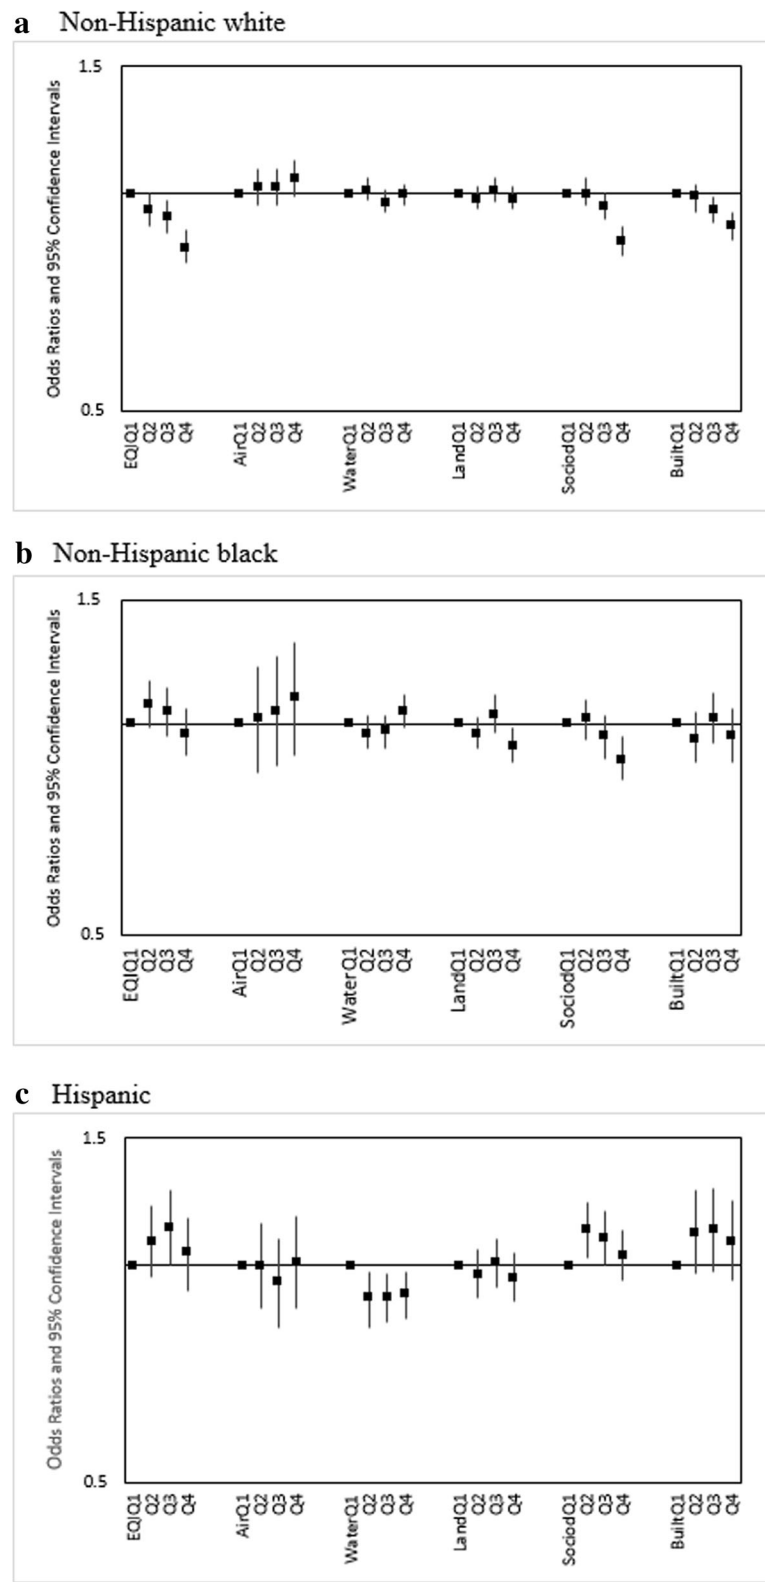 a Non-Hispanic white
Odds Ratios and 95% Confidence Intervals
1.5
0.5
EQIQ1
Q2
Q3
Q4
AirQ1
Q2
Q3
Q4
WaterQ1
Q2
Q3
Q4
LandQ1
Q2
Q3
Q4
SociodQ1
Q2
Q3
Q4
BuiltQ1
Q2
Q3
Q4
b Non-Hispanic black
Odds Ratios and 95% Confidence Intervals
1.5
0.5
EQIQ1
Q2
Q3
Q4
AirQ1
Q2
Q3
Q4
WaterQ1
Q2
Q3
Q4
LandQ1
Q2
Q3
Q4
SociodQ1
Q2
Q3
Q4
BuiltQ1
Q2
Q3
Q4
c Hispanic
Odds Ratios and 95% Confidence Intervals
1.5
0.5
EQIQ1
Q2
Q3
Q4
AirQ1
Q2
Q3
Q4
WaterQ1
Q2
Q3
Q4
LandQ1
Q2
Q3
Q4
SociodQ1
Q2
Q3
Q4
BuiltQ1
Q2
Q3
Q4